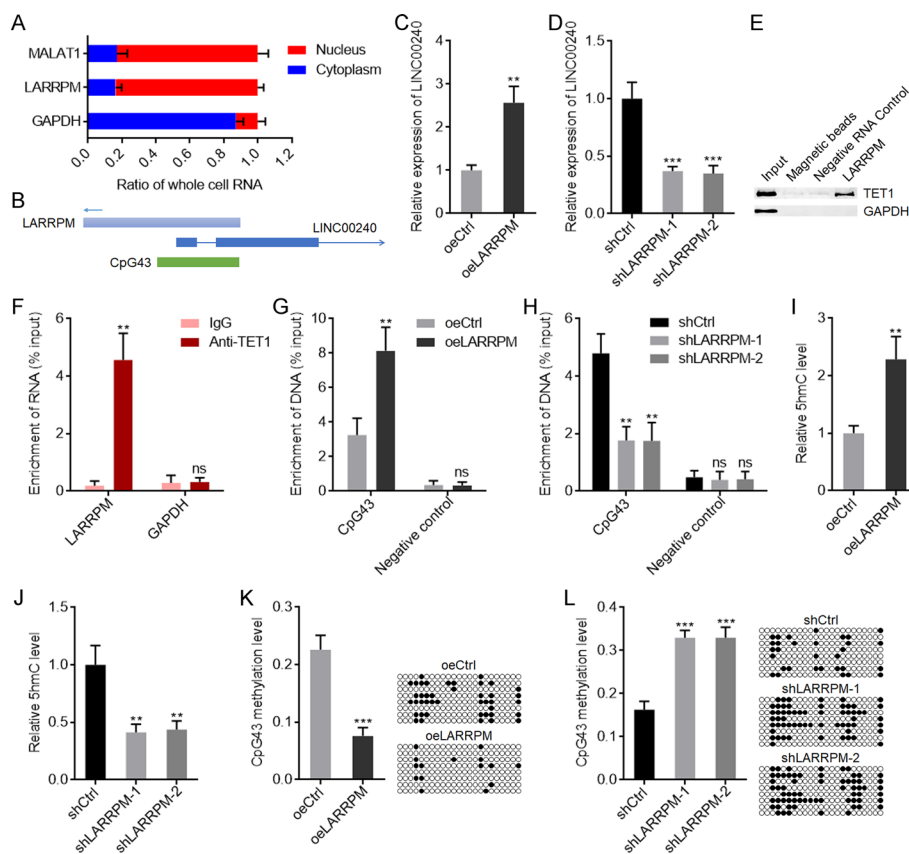 A
MALAT1
LARRPM
GAPDH
Nucleus
Cytoplasm
0.0 0.2 0.4 0.6 0.8 1.0 1.2
Ratio of whole cell RNA
B
LARRPM
LINC00240
CpG43
C
Relative expression of LINC00240
4
3
2
1
0
**
oeCtrl
oeLARRPM
D
Relative expression of LINC00240
1.5
1.0
0.5
0.0
*** ***
shCtrl
shLARRPM-1
shLARRPM-2
E
Input
Magnetic beads
Negative RNA Control
LARRPM
TET1
GAPDH
F
IgG
Anti-TET1
Enrichment of RNA (% input)
6
4
2
0
**
ns
LARRPM
GAPDH
G
oeCtrl
oeLARRPM
Enrichment of DNA (% input)
10
8
6
4
2
0
**
ns
CpG43
Negative control
H
shCtrl
shLARRPM-1
shLARRPM-2
Enrichment of DNA (% input)
6
4
2
0
** **
ns ns
CpG43
Negative control
I
Relative 5hmC level
3
2
1
0
**
oeCtrl
oeLARRPM
J
Relative 5hmC level
1.5
1.0
0.5
0.0
** **
shCtrl
shLARRPM-1
shLARRPM-2
K
CpG43 methylation level
0.3
0.2
0.1
0.0
***
oeCtrl
oeLARRPM
oeCtrl
oeLARRPM
L
CpG43 methylation level
0.4
0.3
0.2
0.1
0.0
*** ***
shCtrl
shLARRPM-1
shLARRPM-2
shCtrl
shLARRPM-1
shLARRPM-2